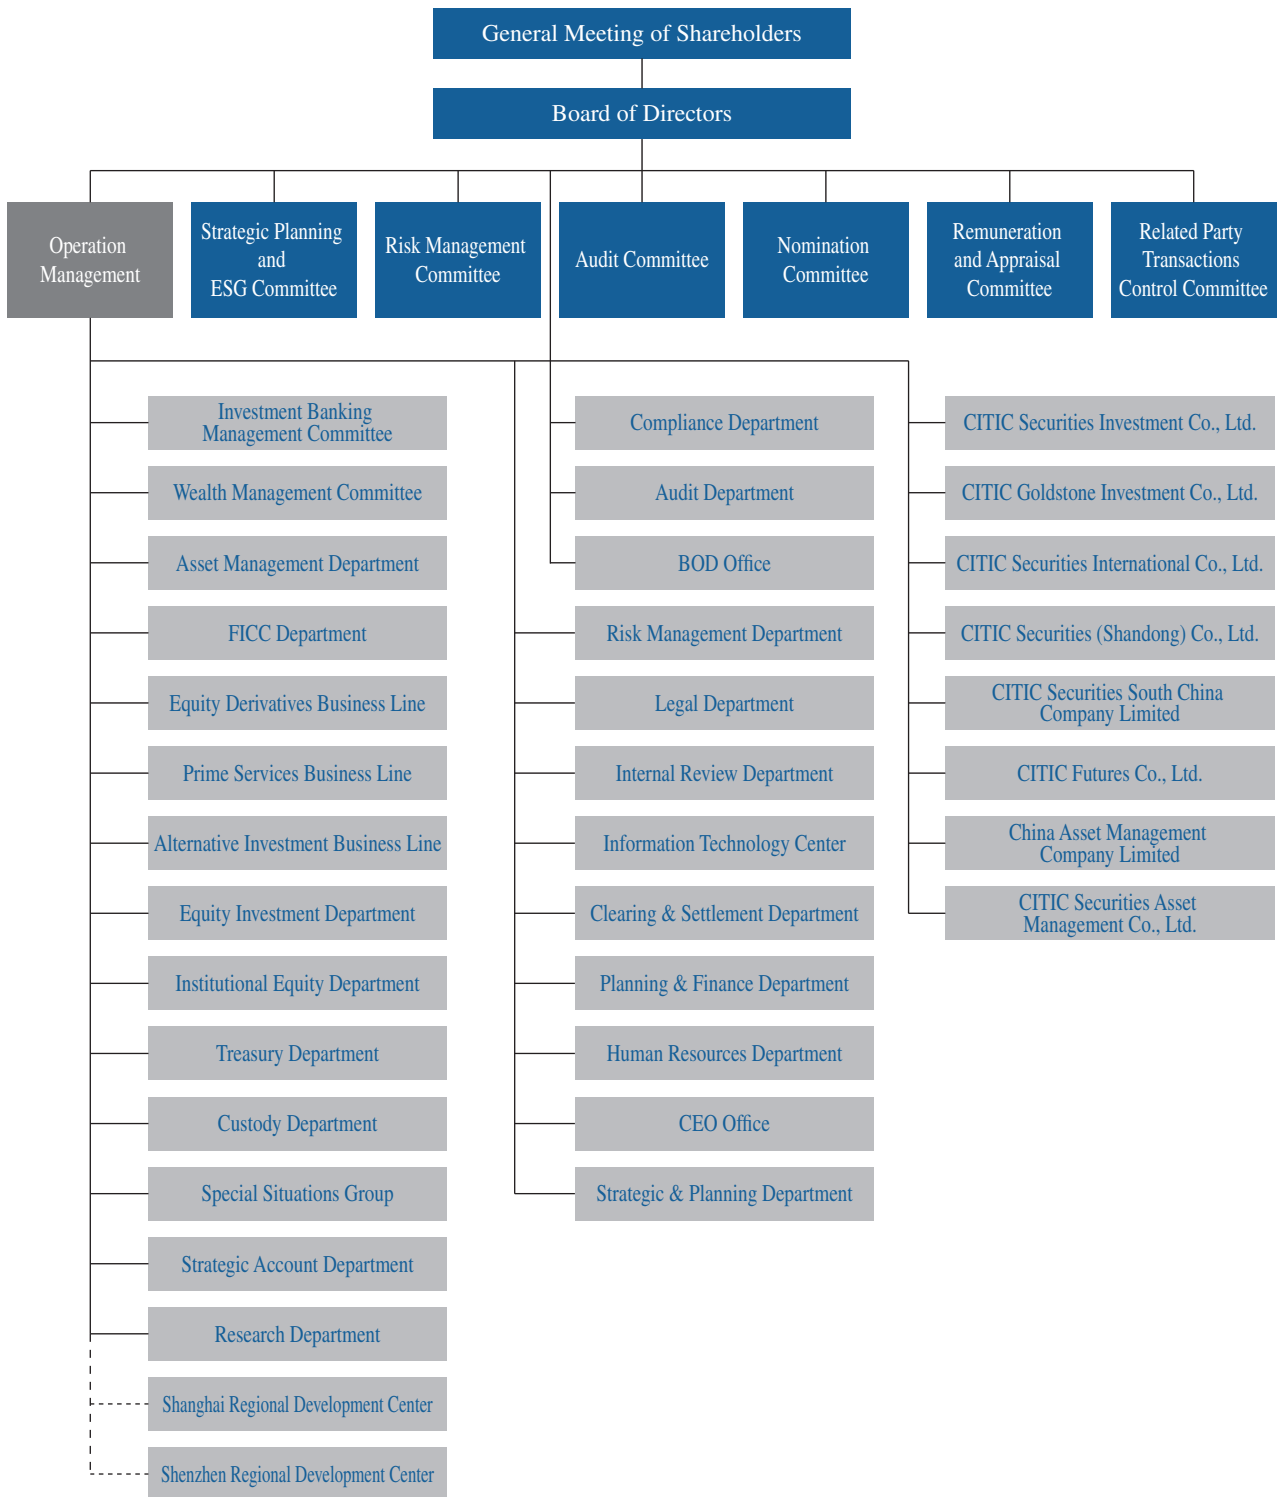 General Meeting of Shareholders
Board of Directors
Operation
Management
Strategic Planning
and
ESG Committee
Risk Management
Committee
Audit Committee
Nomination
Committee
Remuneration
and Appraisal
Committee
Related Party
Transactions
Control Committee
Investment Banking
Management Committee
Wealth Management Committee
Asset Management Department
FICC Department
Equity Derivatives Business Line
Prime Services Business Line
Alternative Investment Business Line
Equity Investment Department
Institutional Equity Department
Treasury Department
Custody Department
Special Situations Group
Strategic Account Department
Research Department
Shanghai Regional Development Center
Shenzhen Regional Development Center
Compliance Department
Audit Department
BOD Office
Risk Management Department
Legal Department
Internal Review Department
Information Technology Center
Clearing & Settlement Department
Planning & Finance Department
Human Resources Department
CEO Office
Strategic & Planning Department
CITIC Securities Investment Co., Ltd.
CITIC Goldstone Investment Co., Ltd.
CITIC Securities International Co., Ltd.
CITIC Securities (Shandong) Co., Ltd.
CITIC Securities South China
Company Limited
CITIC Futures Co., Ltd.
China Asset Management
Company Limited
CITIC Securities Asset
Management Co., Ltd.